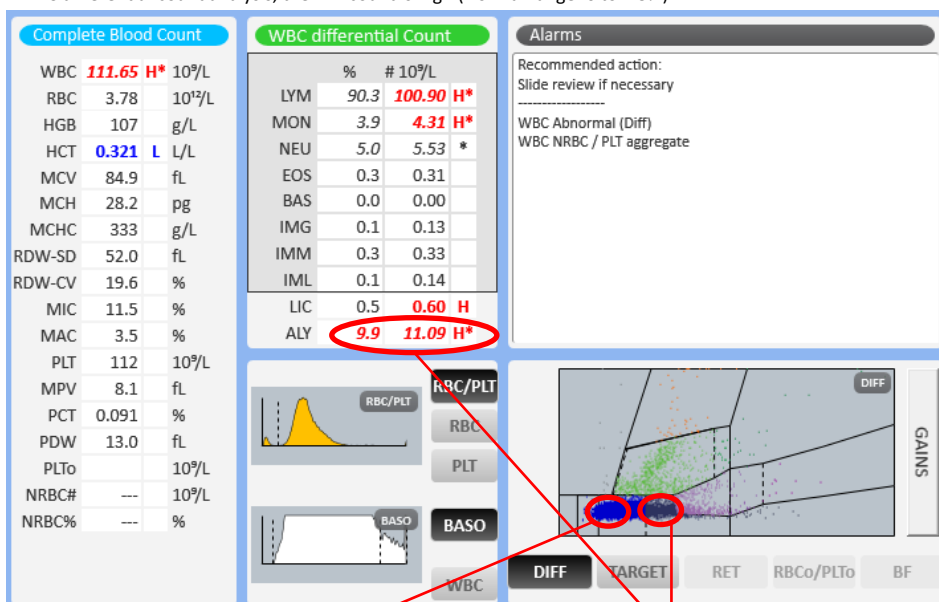 Complete Blood Count
WBC 111.65 H* 10⁹/L
RBC 3.78 10¹²/L
HGB 107 g/L
HCT 0.321 L L/L
MCV 84.9 fL
MCH 28.2 pg
MCHC 333 g/L
RDW-SD 52.0 fL
RDW-CV 19.6 %
MIC 11.5 %
MAC 3.5 %
PLT 112 10⁹/L
MPV 8.1 fL
PCT 0.091 %
PDW 13.0 fL
PLTo 10⁹/L
NRBC# --- 10⁹/L
NRBC% --- %
WBC differential Count
% # 10⁹/L
LYM 90.3 100.90 H*
MON 3.9 4.31 H*
NEU 5.0 5.53 *
EOS 0.3 0.31
BAS 0.0 0.00
IMG 0.1 0.13
IMM 0.3 0.33
IML 0.1 0.14
LIC 0.5 0.60 H
ALY 9.9 11.09 H*
Alarms
Recommended action:
Slide review if necessary
------------------
WBC Abnormal (Diff)
WBC NRBC / PLT aggregate
RBC/PLT
RBC/PLT
RBC
PLT
BASO
BASO
WBC
DIFF
GAINS
DIFF TARGET RET RBCo/PLTo BF